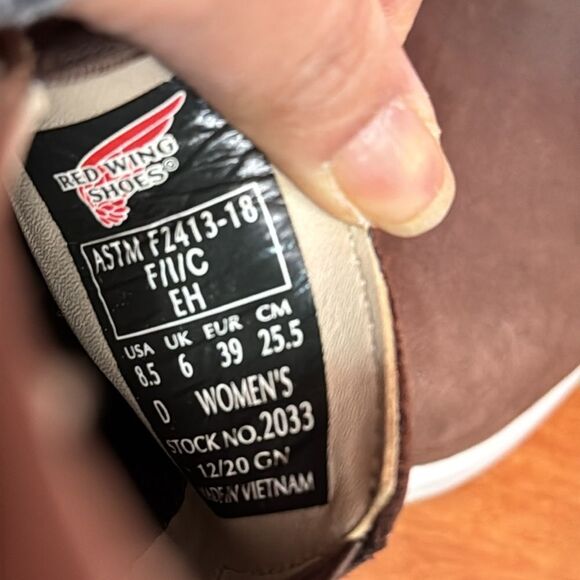 RED WING
SHOES©
ASTM F2413-18
F/I/C
EH
USA UK EUR CM
8.5 6 39 25.5
D WOMEN'S
STOCK NO. 2033
12/20 GN
MADE IN VIETNAM